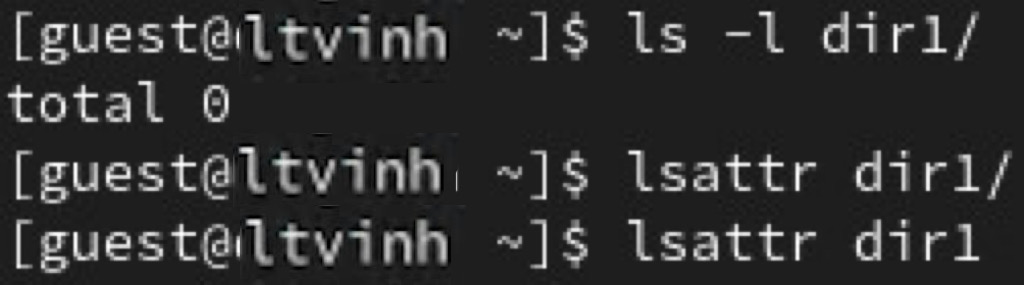 [guest@ltvinh ~]$ ls -l dir1/
total 0
[guest@ltvinh ~]$ lsattr dir1/
[guest@ltvinh ~]$ lsattr dir1